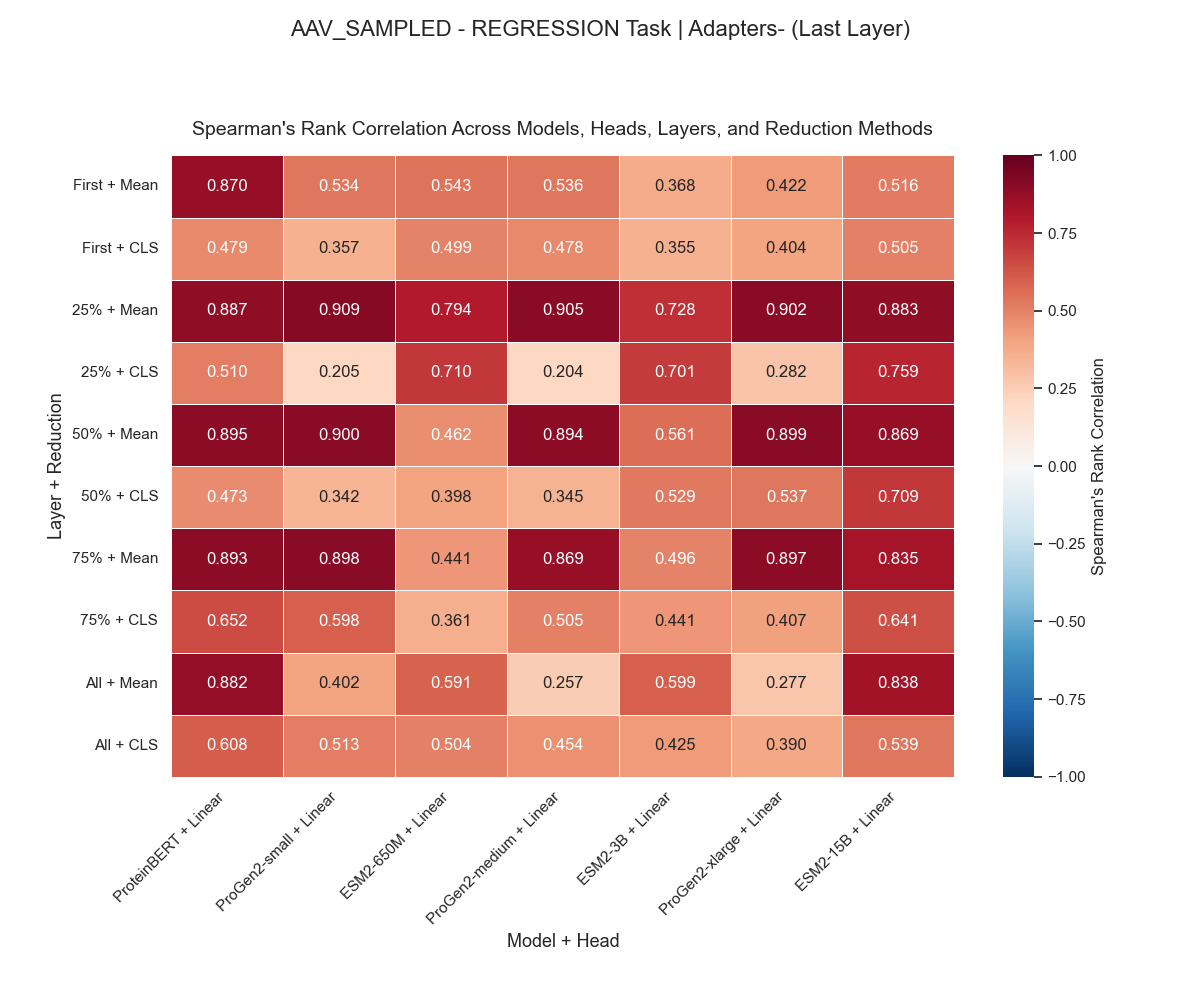 AAV_SAMPLED - REGRESSION Task | Adapters- (Last Layer)
Spearman's Rank Correlation Across Models, Heads, Layers, and Reduction Methods
Layer + Reduction
First + Mean 0.870 0.534 0.543 0.536 0.368 0.422 0.516
First + CLS 0.479 0.357 0.499 0.478 0.355 0.404 0.505
25% + Mean 0.887 0.909 0.794 0.905 0.728 0.902 0.883
25% + CLS 0.510 0.205 0.710 0.204 0.701 0.282 0.759
50% + Mean 0.895 0.900 0.462 0.894 0.561 0.899 0.869
50% + CLS 0.473 0.342 0.398 0.345 0.529 0.537 0.709
75% + Mean 0.893 0.898 0.441 0.869 0.496 0.897 0.835
75% + CLS 0.652 0.598 0.361 0.505 0.441 0.407 0.641
All + Mean 0.882 0.402 0.591 0.257 0.599 0.277 0.838
All + CLS 0.608 0.513 0.504 0.454 0.425 0.390 0.539
ProteinBERT + Linear
ProGen2-small + Linear
ESM2-650M + Linear
ProGen2-medium + Linear
ESM2-3B + Linear
ProGen2-xlarge + Linear
ESM2-15B + Linear
Model + Head
1.00
0.75
0.50
0.25
0.00
−0.25
−0.50
−0.75
−1.00
Spearman's Rank Correlation